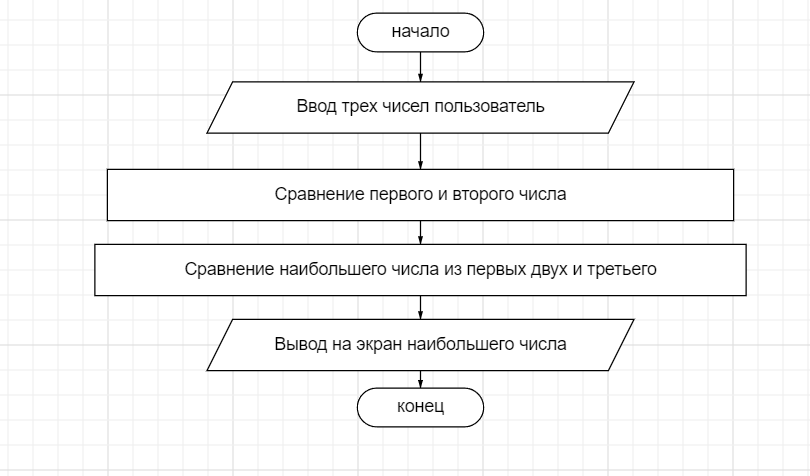 начало
Ввод трех чисел пользователь
Сравнение первого и второго числа
Сравнение наибольшего числа из первых двух и третьего
Вывод на экран наибольшего числа
конец